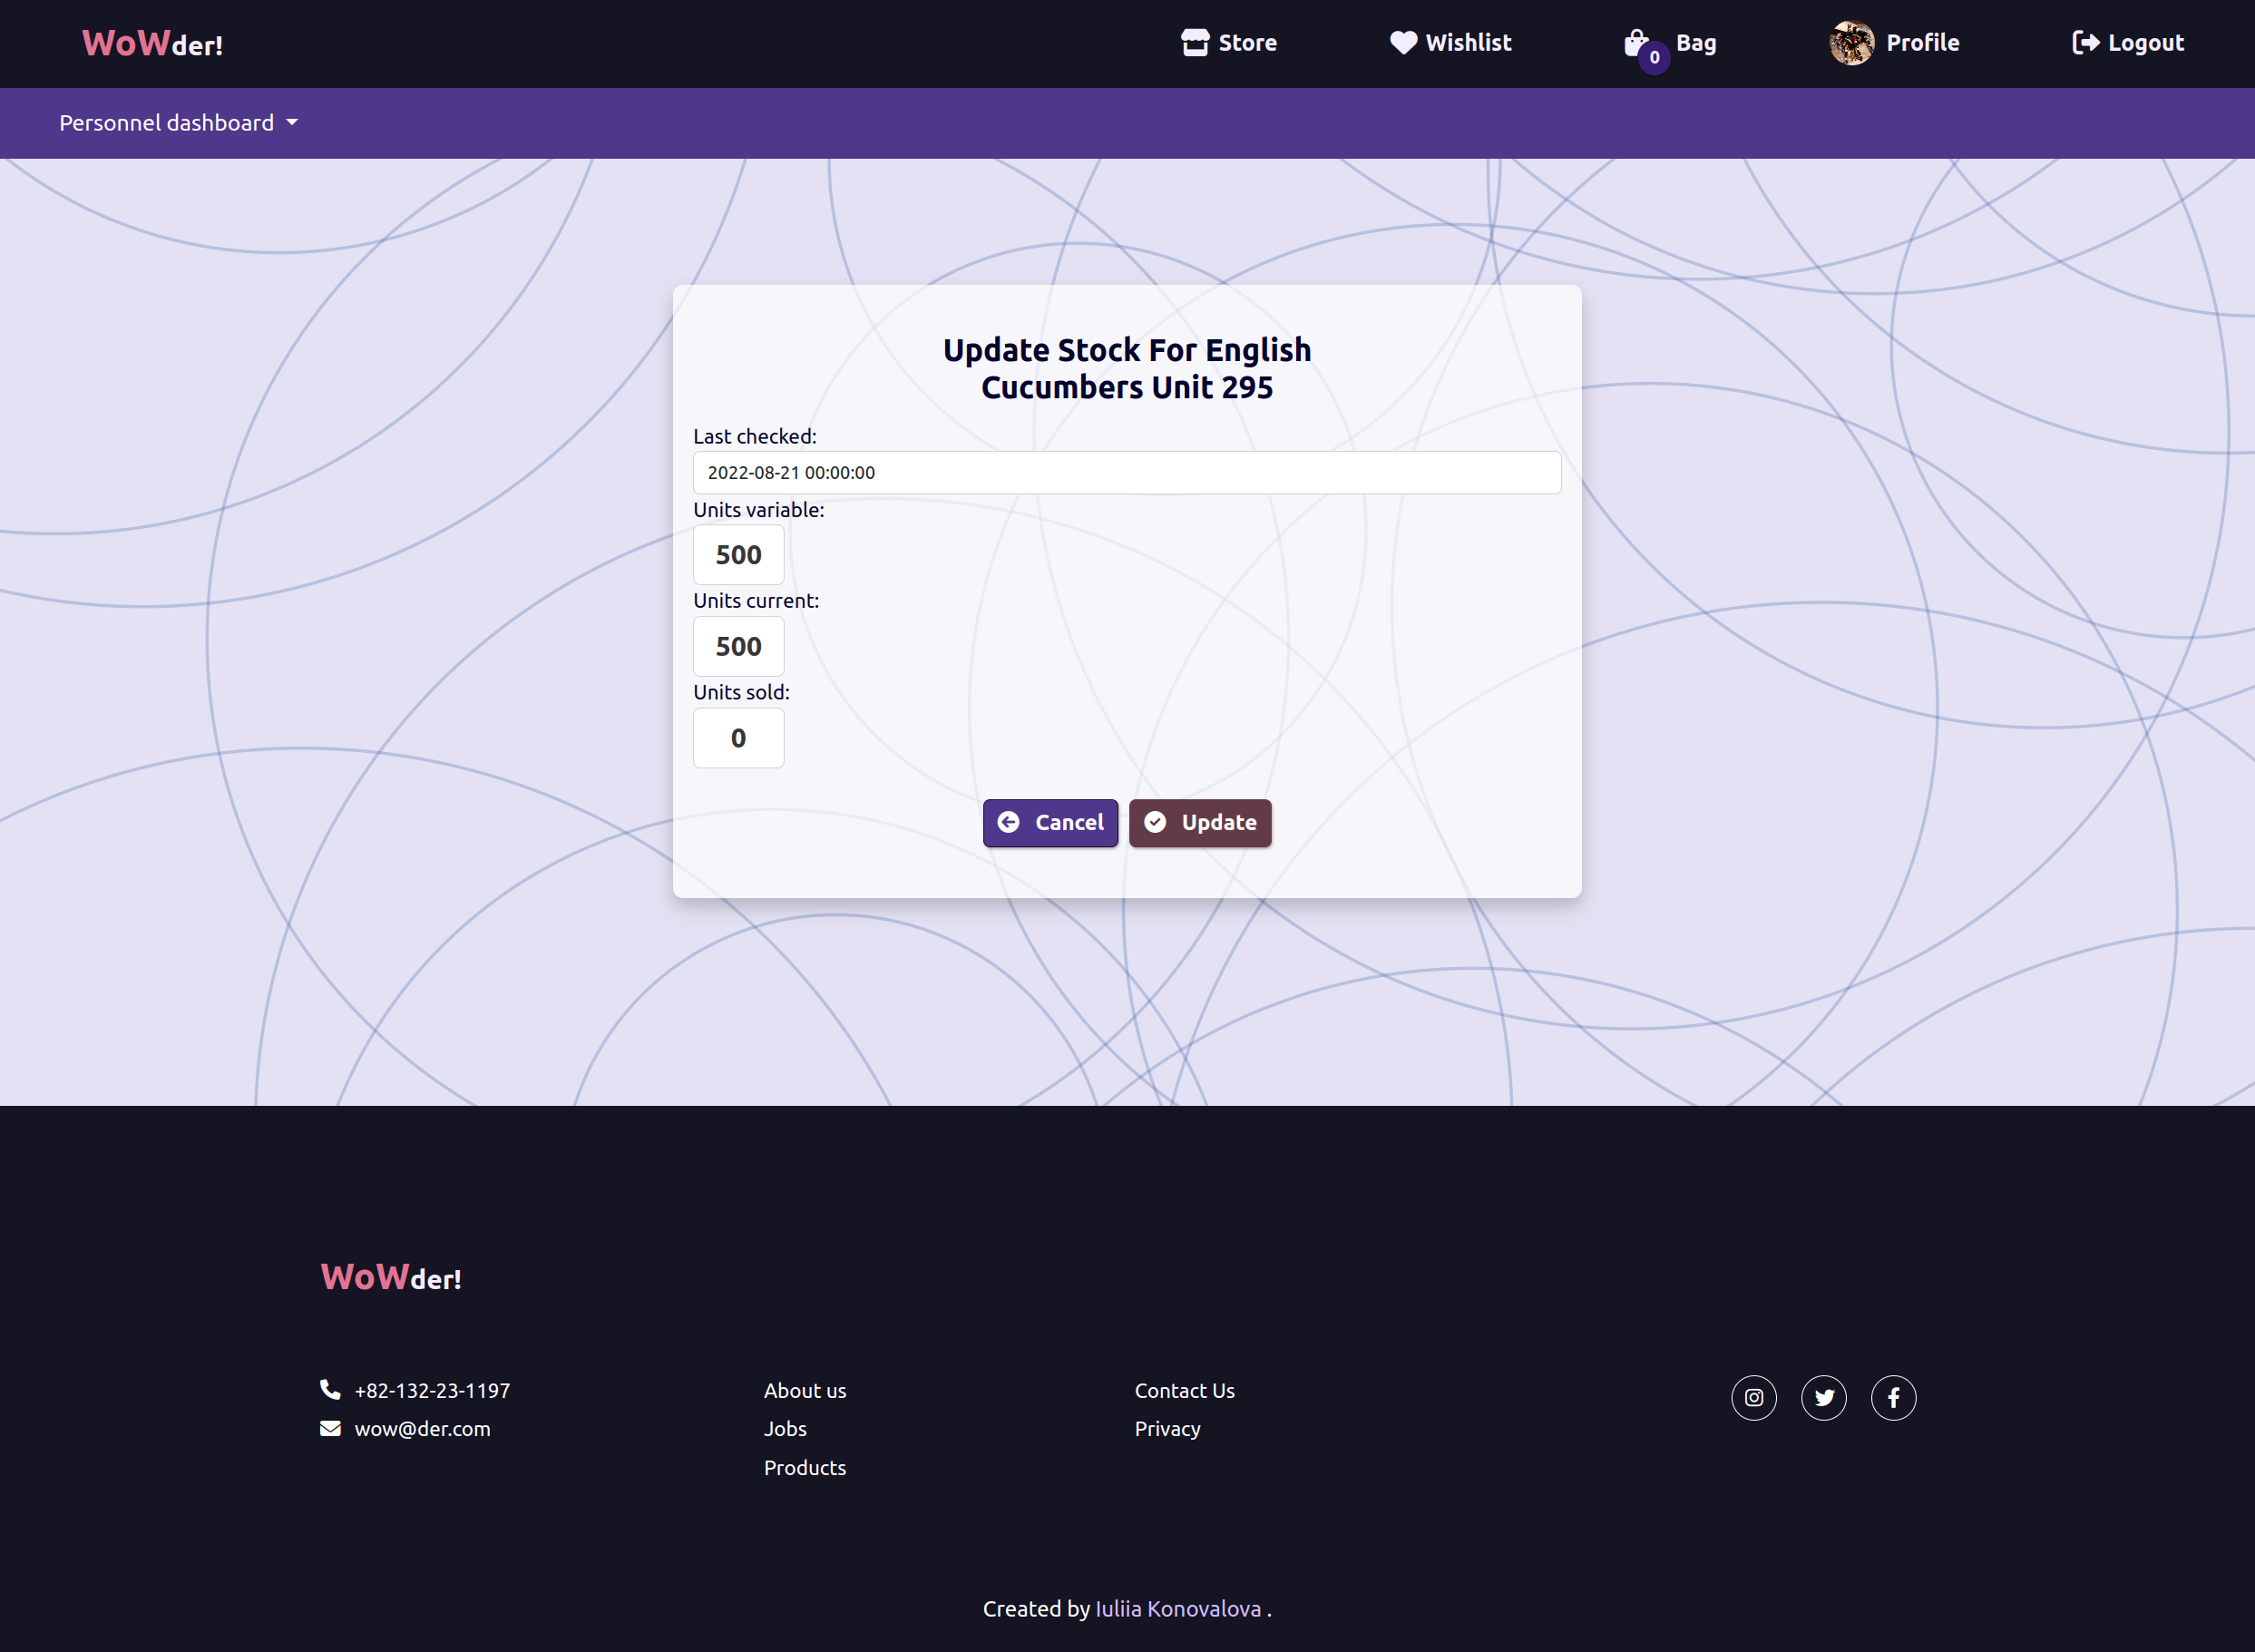 WoWder!
Store
Wishlist
0
Bag
Profile
Logout
Personnel dashboard
Update Stock For English
Cucumbers Unit 295
Last checked:
2022-08-21 00:00:00
Units variable:
500
Units current:
500
Units sold:
0
Cancel
Update
WoWder!
+82-132-23-1197
wow@der.com
About us
Jobs
Products
Contact Us
Privacy
Created by Iuliia Konovalova .